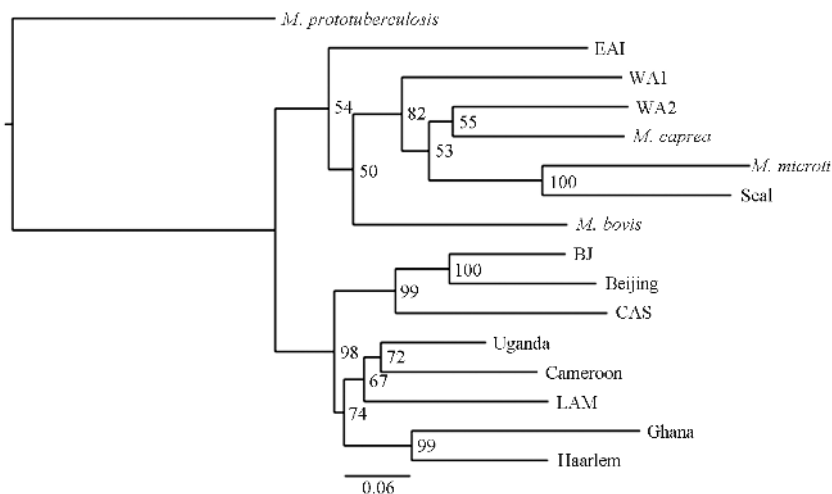 M. prototuberculosis
EAI
54
WA1
82
WA2
55
M. caprea
53
M. microti
50
100
Seal
M. bovis
BJ
100
Beijing
99
CAS
Uganda
98
72
Cameroon
67
LAM
74
Ghana
99
Haarlem
0.06